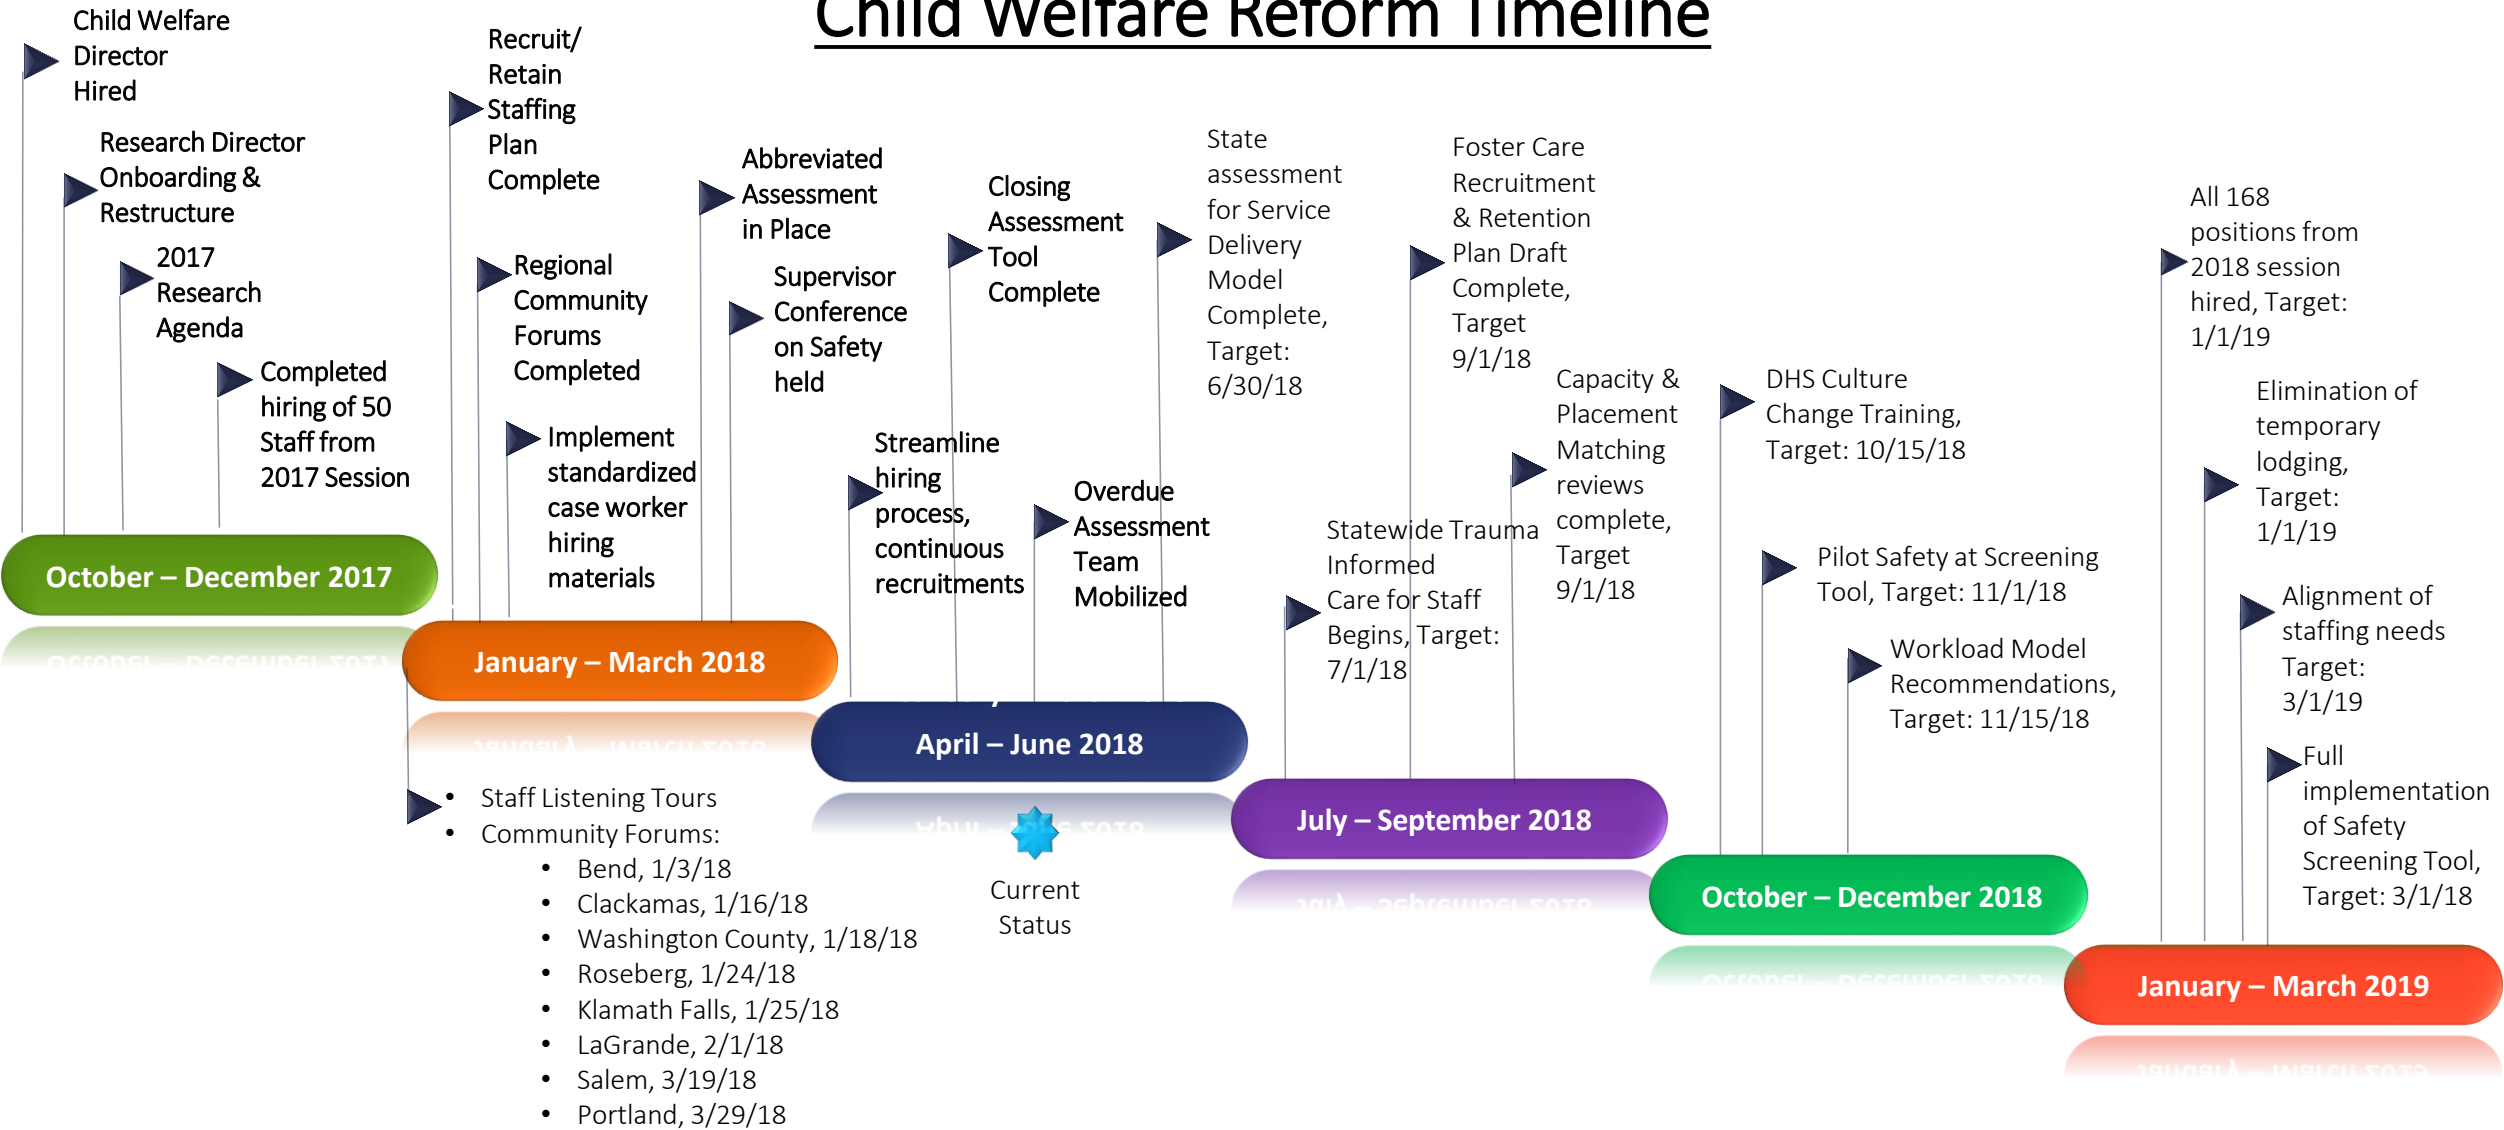 Child Welfare Reform Timeline
Child Welfare
Director
Hired
Research Director
Onboarding &
Restructure
2017
Research
Agenda
Completed
hiring of 50
Staff from
2017 Session
October – December 2017
Recruit/
Retain
Staffing
Plan
Complete
Regional
Community
Forums
Completed
Implement
standardized
case worker
hiring
materials
Abbreviated
Assessment
in Place
Supervisor
Conference
on Safety
held
January – March 2018
• Staff Listening Tours
• Community Forums:
• Bend, 1/3/18
• Clackamas, 1/16/18
• Washington County, 1/18/18
• Roseberg, 1/24/18
• Klamath Falls, 1/25/18
• LaGrande, 2/1/18
• Salem, 3/19/18
• Portland, 3/29/18
Streamline
hiring
process,
continuous
recruitments
Closing
Assessment
Tool
Complete
Overdue
Assessment
Team
Mobilized
State
assessment
for Service
Delivery
Model
Complete,
Target:
6/30/18
April – June 2018
Current
Status
Statewide Trauma
Informed
Care for Staff
Begins, Target:
7/1/18
Foster Care
Recruitment
& Retention
Plan Draft
Complete,
Target
9/1/18
Capacity &
Placement
Matching
reviews
complete,
Target
9/1/18
July – September 2018
DHS Culture
Change Training,
Target: 10/15/18
Pilot Safety at Screening
Tool, Target: 11/1/18
Workload Model
Recommendations,
Target: 11/15/18
October – December 2018
All 168
positions from
2018 session
hired, Target:
1/1/19
Elimination of
temporary
lodging,
Target:
1/1/19
Alignment of
staffing needs
Target:
3/1/19
Full
implementation
of Safety
Screening Tool,
Target: 3/1/18
January – March 2019